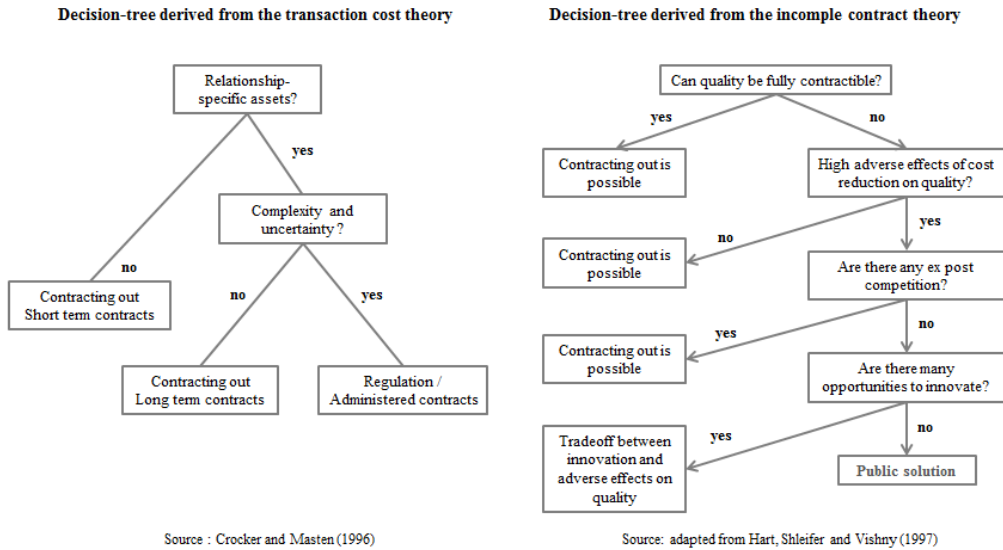 Decision-tree derived from the transaction cost theory
Relationship-
specific assets?
yes
Complexity and
uncertainty?
no
Contracting out
Short term contracts
no
yes
Contracting out
Long term contracts
Regulation /
Administered contracts
Source : Crocker and Masten (1996)
Decision-tree derived from the incomple contract theory
Can quality be fully contractible?
yes
no
Contracting out is
possible
High adverse effects of cost
reduction on quality?
no
yes
Contracting out is
possible
Are there any ex post
competition?
yes
no
Contracting out is
possible
Are there many
opportunities to innovate?
yes
no
Tradeoff between
innovation and
adverse effects on
quality
Public solution
Source: adapted from Hart, Shleifer and Vishny (1997)